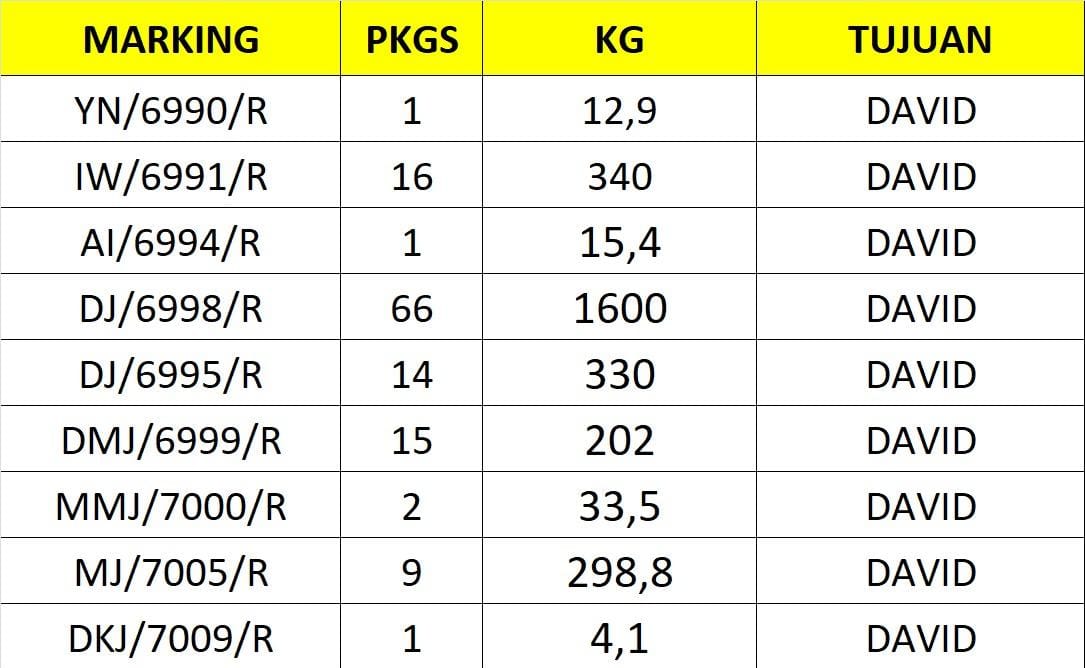 MARKING PKGS KG TUJUAN
YN/6990/R 1 12,9 DAVID
IW/6991/R 16 340 DAVID
AI/6994/R 1 15,4 DAVID
DJ/6998/R 66 1600 DAVID
DJ/6995/R 14 330 DAVID
DMJ/6999/R 15 202 DAVID
MMJ/7000/R 2 33,5 DAVID
MJ/7005/R 9 298,8 DAVID
DKJ/7009/R 1 4,1 DAVID